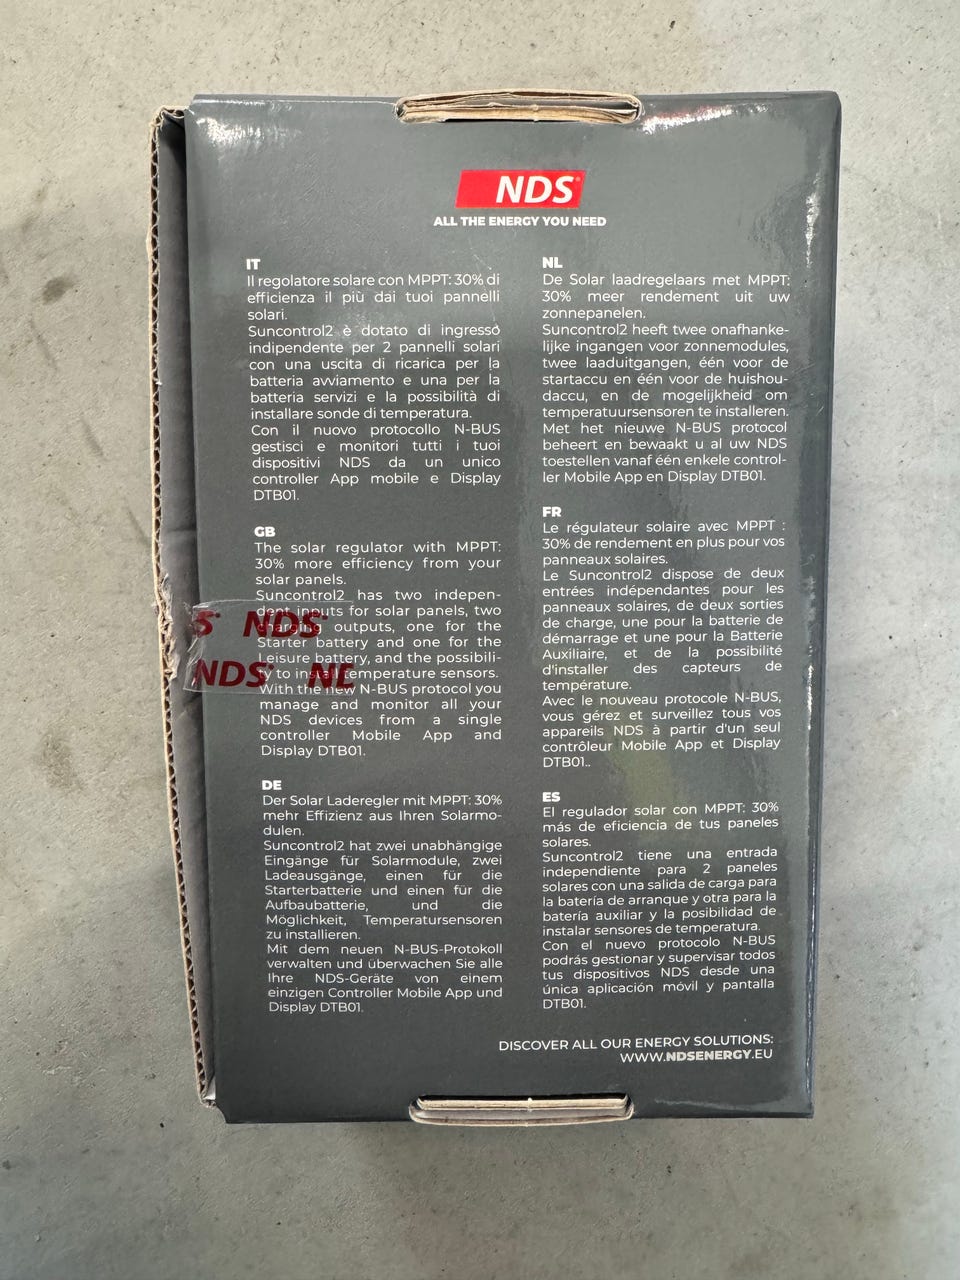 NDS
ALL THE ENERGY YOU NEED
IT
Il regolatore solare con MPPT: 30% di
efficienza il più dai tuoi pannelli
solari.
Suncontrol2 è dotato di ingresso
indipendente per 2 pannelli solari
con una uscita di ricarica per la
batteria avviamento e una per la
batteria servizi e la possibilità di
installare sonde di temperatura.
Con il nuovo protocollo N-BUS
gestisci e monitori tutti i tuoi
dispositivi NDS da un unico
controller App mobile e Display
DTB01.
GB
The solar regulator with MPPT:
30% more efficiency from your
solar panels.
Suncontrol2 has two indepen-
dent inputs for solar panels, two
charging outputs, one for the
Starter battery and one for the
Leisure battery, and the possibili-
ty to install temperature sensors.
With the new N-BUS protocol you
manage and monitor all your
NDS devices from a single
controller Mobile App and
Display DTB01.
S NDS
NDS NE
DE
Der Solar Laderegler mit MPPT: 30%
mehr Effizienz aus Ihren Solarmo-
dulen.
Suncontrol2 hat zwei unabhängige
Eingänge für Solarmodule, zwei
Ladeausgänge, einen für die
Starterbatterie und einen für die
Aufbaubatterie, und die
Möglichkeit, Temperatursensoren
zu installieren.
Mit dem neuen N-BUS-Protokoll
verwalten und überwachen Sie alle
Ihre NDS-Geräte von einem
einzigen Controller Mobile App und
Display DTB01.
NL
De Solar laadregelaars met MPPT:
30% meer rendement uit uw
zonnepanelen.
Suncontrol2 heeft twee onafhanke-
lijke ingangen voor zonnemodules,
twee laaduitgangen, één voor de
startaccu en één voor de huishou-
daccu, en de mogelijkheid om
temperatuursensoren te installeren.
Met het nieuwe N-BUS protocol
beheert en bewaakt u al uw NDS
toestellen vanaf één enkele control-
ler Mobile App en Display DTB01.
FR
Le régulateur solaire avec MPPT :
30% de rendement en plus pour vos
panneaux solaires.
Le Suncontrol2 dispose de deux
entrées indépendantes pour les
panneaux solaires, de deux sorties
de charge, une pour la batterie de
démarrage et une pour la Batterie
Auxiliaire, et de la possibilité
d'installer des capteurs de
température.
Avec le nouveau protocole N-BUS,
vous gérez et surveillez tous vos
appareils NDS à partir d'un seul
contrôleur Mobile App et Display
DTB01..
ES
El regulador solar con MPPT: 30%
más de eficiencia de tus paneles
solares.
Suncontrol2 tiene una entrada
independiente para 2 paneles
solares con una salida de carga para
la batería de arranque y otra para la
batería auxiliar y la posibilidad de
instalar sensores de temperatura.
Con el nuevo protocolo N-BUS
podrás gestionar y supervisar todos
tus dispositivos NDS desde una
única aplicación móvil y pantalla
DTB01.
DISCOVER ALL OUR ENERGY SOLUTIONS:
WWW.NDSENERGY.EU